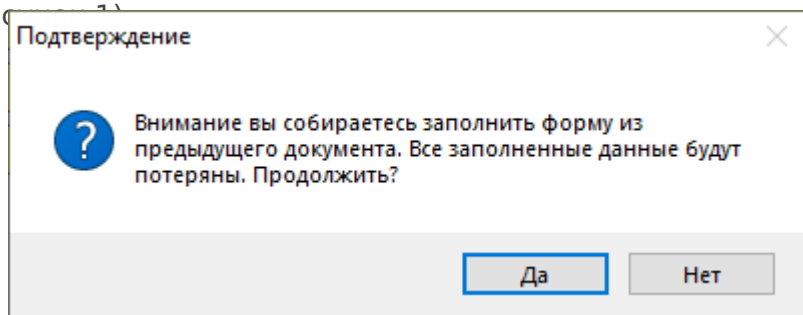 Подтверждение
Внимание вы собираетесь заполнить форму из
предыдущего документа. Все заполненные данные будут
потеряны. Продолжить?
Да
Нет